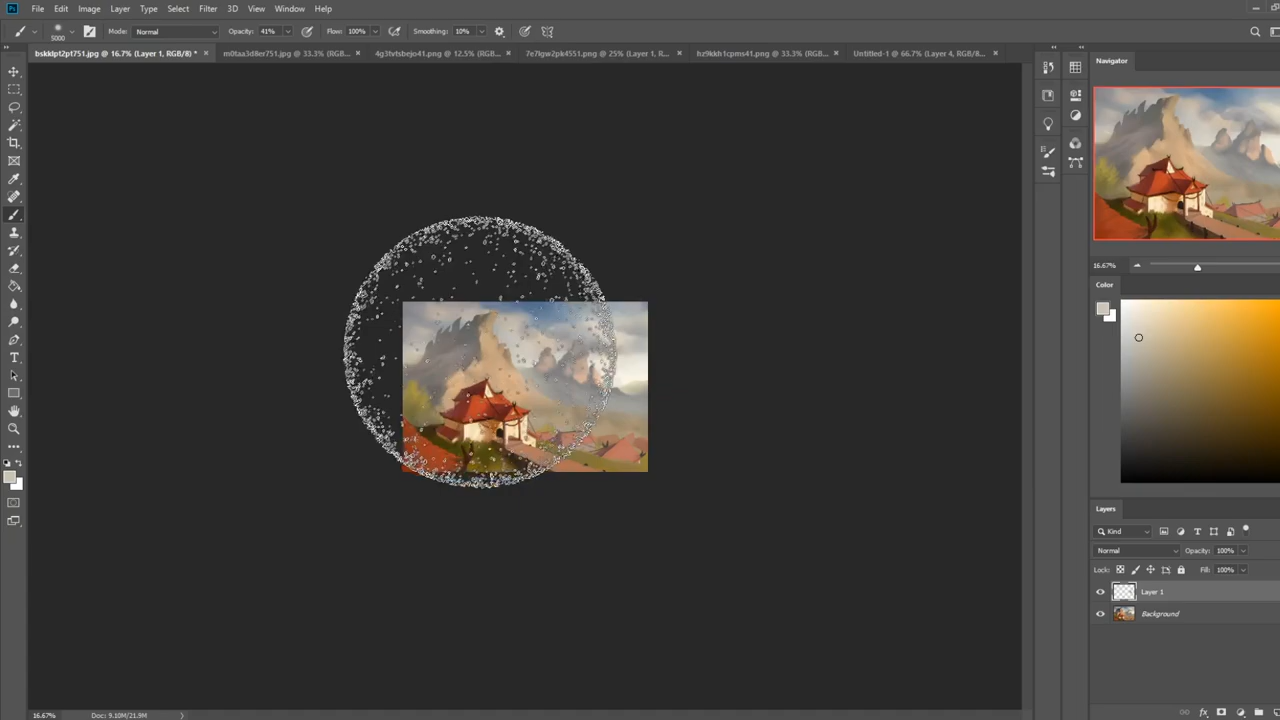 Ps File Edit Image Layer Type Select Filter 3D View Window Help
5000 Mode: Normal Opacity: 41% Flow: 100% Smoothing: 10%
bskklpt2pt751.jpg @ 16.7% (Layer 1, RGB/8) * × m0taa3d8er751.jpg @ 33.3% (RGB... × 4g3tvtsbejo41.png @ 12.5% (RGB... × 7e7lgw2pk4551.png @ 25% (Layer 1, R... × hz9kkh1cpms41.png @ 33.3% (RGB... × Untitled-1 @ 66.7% (Layer 4, RGB/8... ×
Navigator
16.67%
Color
Layers
Kind
Normal Opacity: 100%
Lock: Fill: 100%
Layer 1
Background
fx
16.67% Doc: 9.10M/21.9M